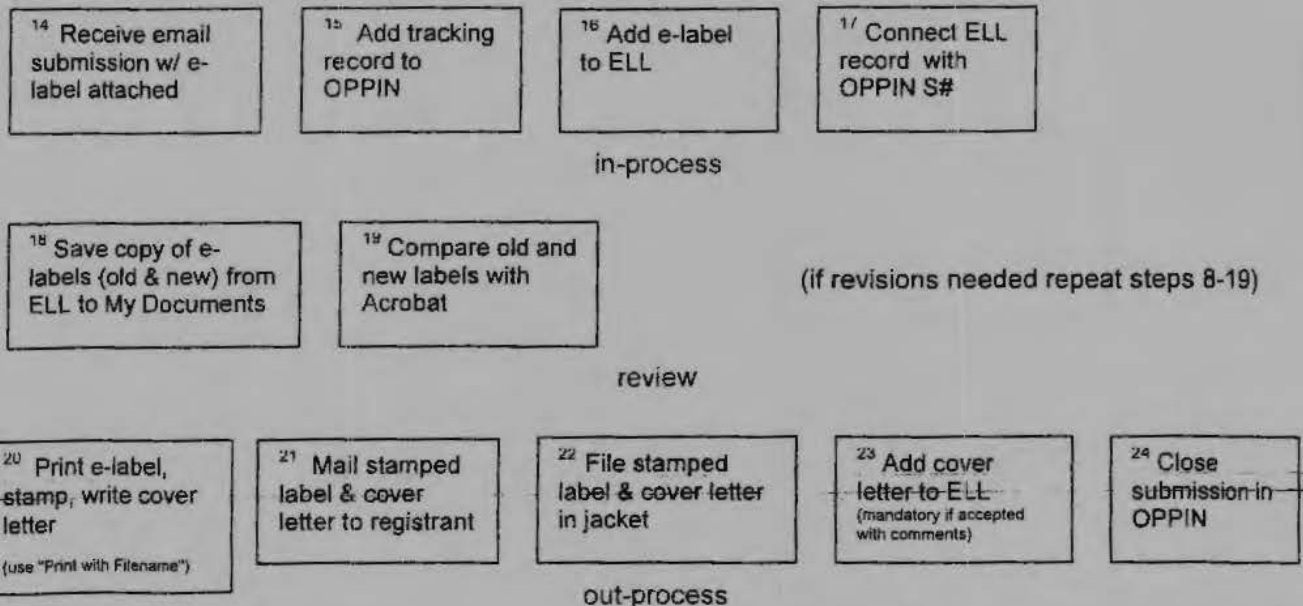 14 Receive email
submission w/ e-
label attached
15 Add tracking
record to
OPPIN
16 Add e-label
to ELL
17 Connect ELL
record with
OPPIN S#
in-process
18 Save copy of e-
labels (old & new) from
ELL to My Documents
19 Compare old and
new labels with
Acrobat
(if revisions needed repeat steps 8-19)
review
20 Print e-label,
stamp, write cover
letter
(use "Print with Filename")
21 Mail stamped
label & cover
letter to registrant
22 File stamped
label & cover letter
in jacket
23 Add cover
letter to ELL
(mandatory if accepted
with comments)
24 Close
submission in
OPPIN
out-process